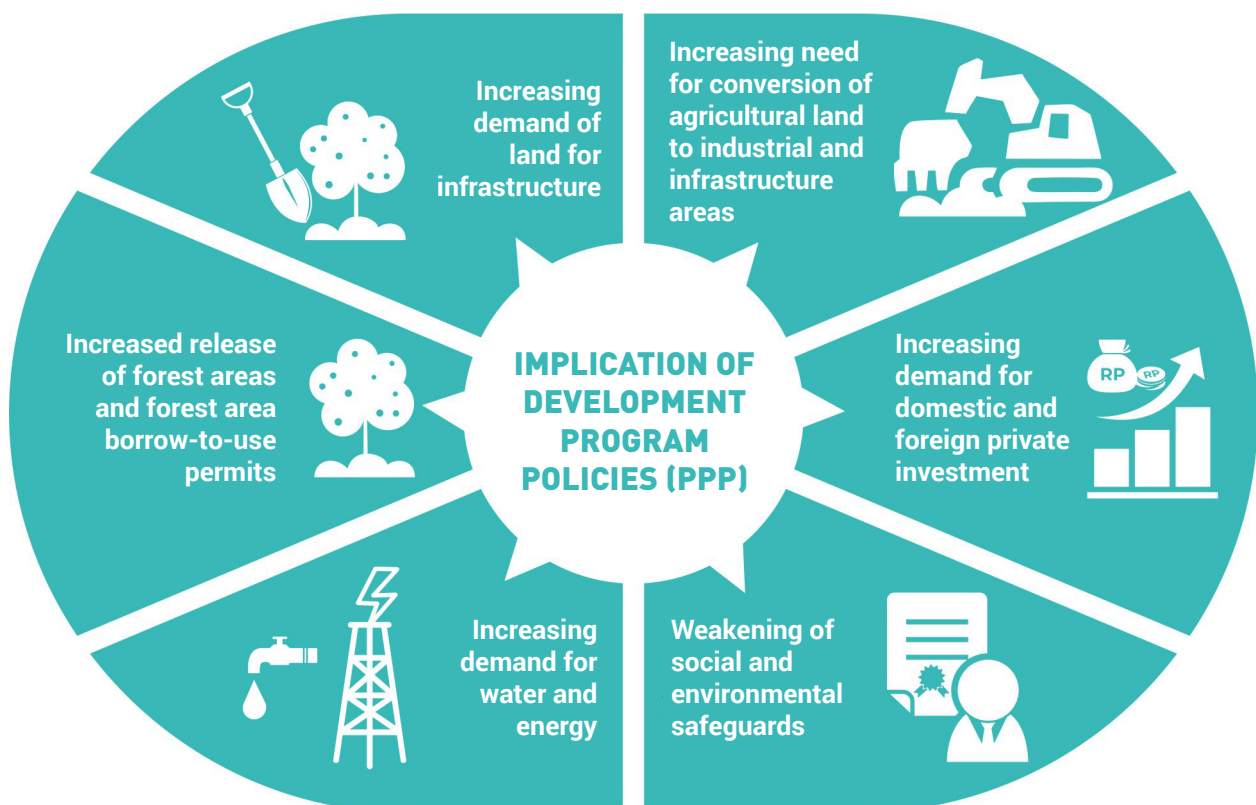 Increasing
demand of
land for
infrastructure
Increasing need
for conversion of
agricultural land
to industrial and
infrastructure
areas
Increased release
of forest areas
and forest area
borrow-to-use
permits
IMPLICATION OF
DEVELOPMENT
PROGRAM
POLICIES (PPP)
Increasing
demand for
domestic and
foreign private
investment
RP
RP
Increasing
demand for
water and
energy
Weakening of
social and
environmental
safeguards